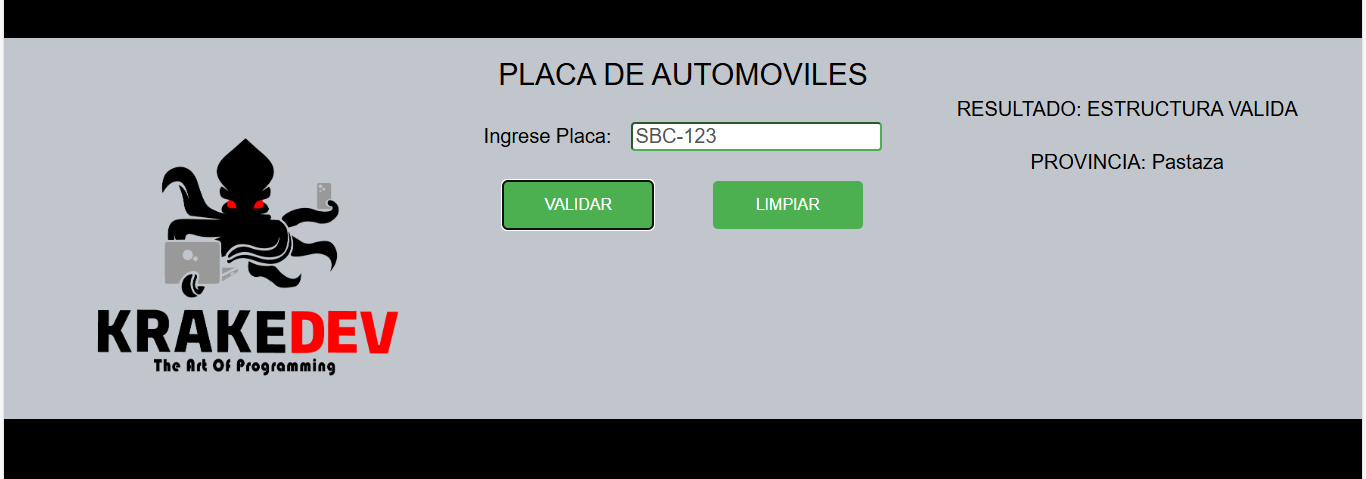 PLACA DE AUTOMOVILES
Ingrese Placa: SBC-123
VALIDAR LIMPIAR
RESULTADO: ESTRUCTURA VALIDA
PROVINCIA: Pastaza
KRAKEDEV
The Art Of Programming